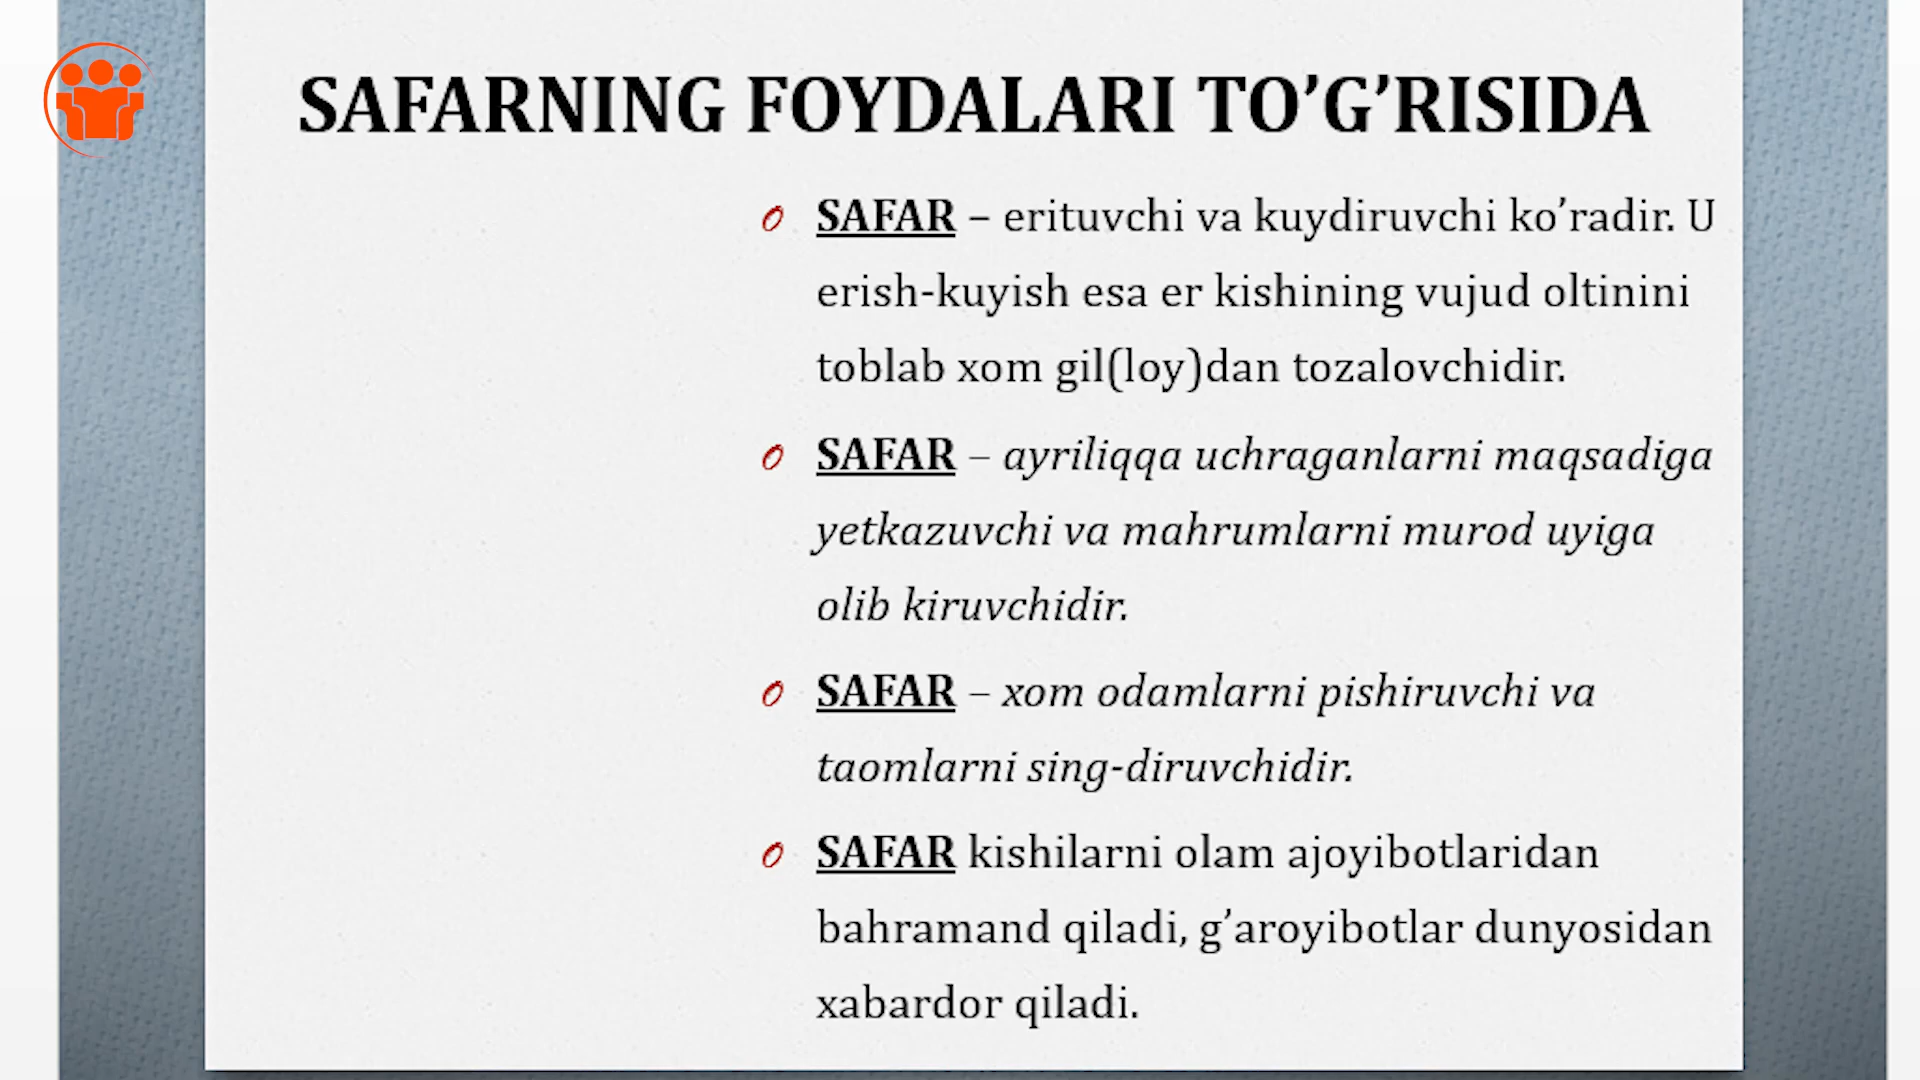 SAFARNING FOYDALARI TO’G’RISIDA
SAFAR – erituvchi va kuydiruvchi ko’radir. U
erish-kuyish esa er kishining vujud oltinini
toblab xom gil(loy)dan tozalovchidir.
SAFAR – ayriliqqa uchraganlarni maqsadiga
yetkazuvchi va mahrumlarni murod uyiga
olib kiruvchidir.
SAFAR – xom odamlarni pishiruvchi va
taomlarni sing-diruvchidir.
SAFAR kishilarni olam ajoyibotlaridan
bahramand qiladi, g’aroyibotlar dunyosidan
xabardor qiladi.